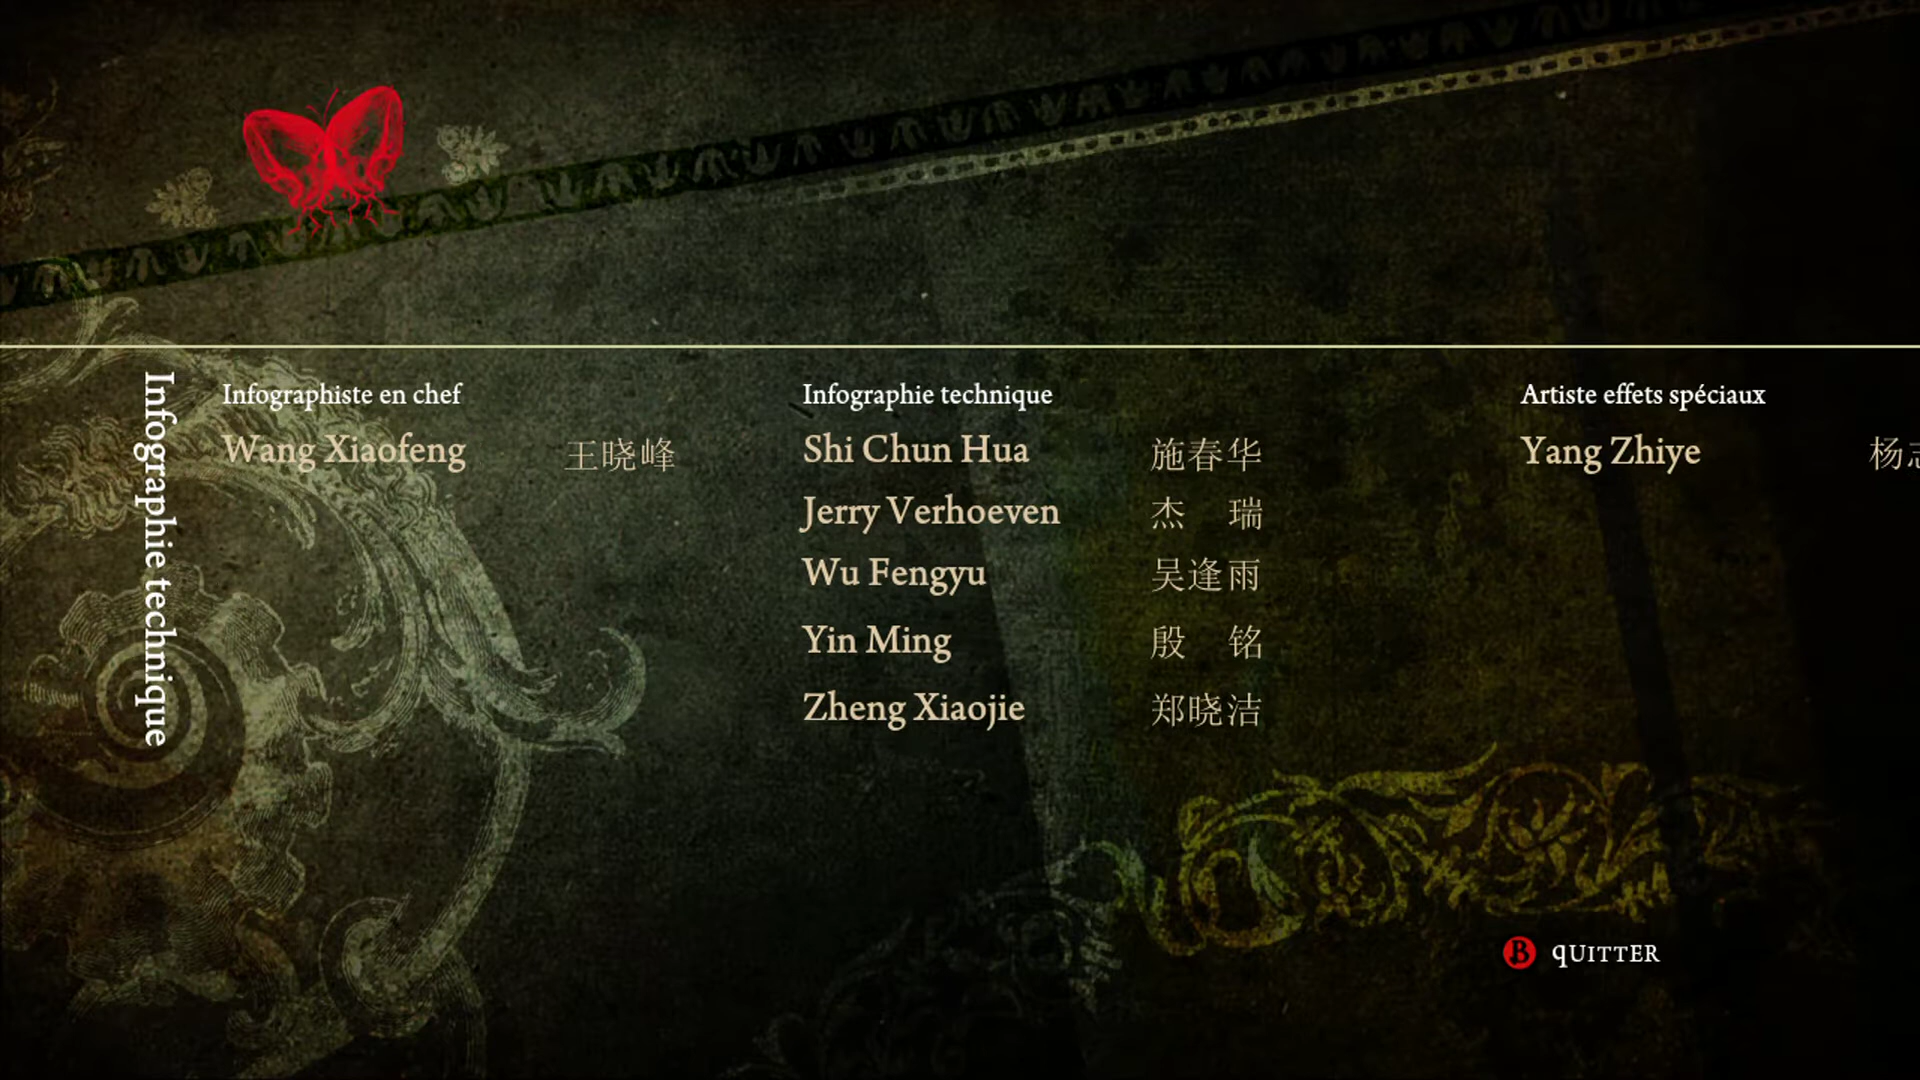 Infographie technique
Infographiste en chef
Wang Xiaofeng 王晓峰
Infographie technique
Shi Chun Hua 施春华
Jerry Verhoeven 杰 瑞
Wu Fengyu 吴逢雨
Yin Ming 殷 铭
Zheng Xiaojie 郑晓洁
Artiste effets spéciaux
Yang Zhiye 杨
B QUITTER